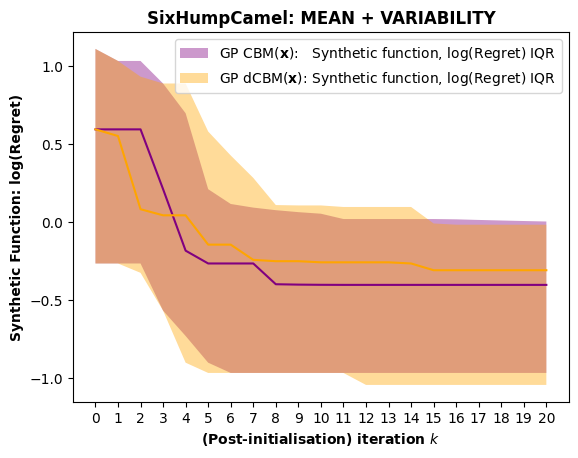 SixHumpCamel: MEAN + VARIABILITY
GP CBM(x): Synthetic function, log(Regret) IQR
GP dCBM(x): Synthetic function, log(Regret) IQR
Synthetic Function: log(Regret)
1.0
0.5
0.0
−0.5
−1.0
0 1 2 3 4 5 6 7 8 9 10 11 12 13 14 15 16 17 18 19 20
(Post-initialisation) iteration k